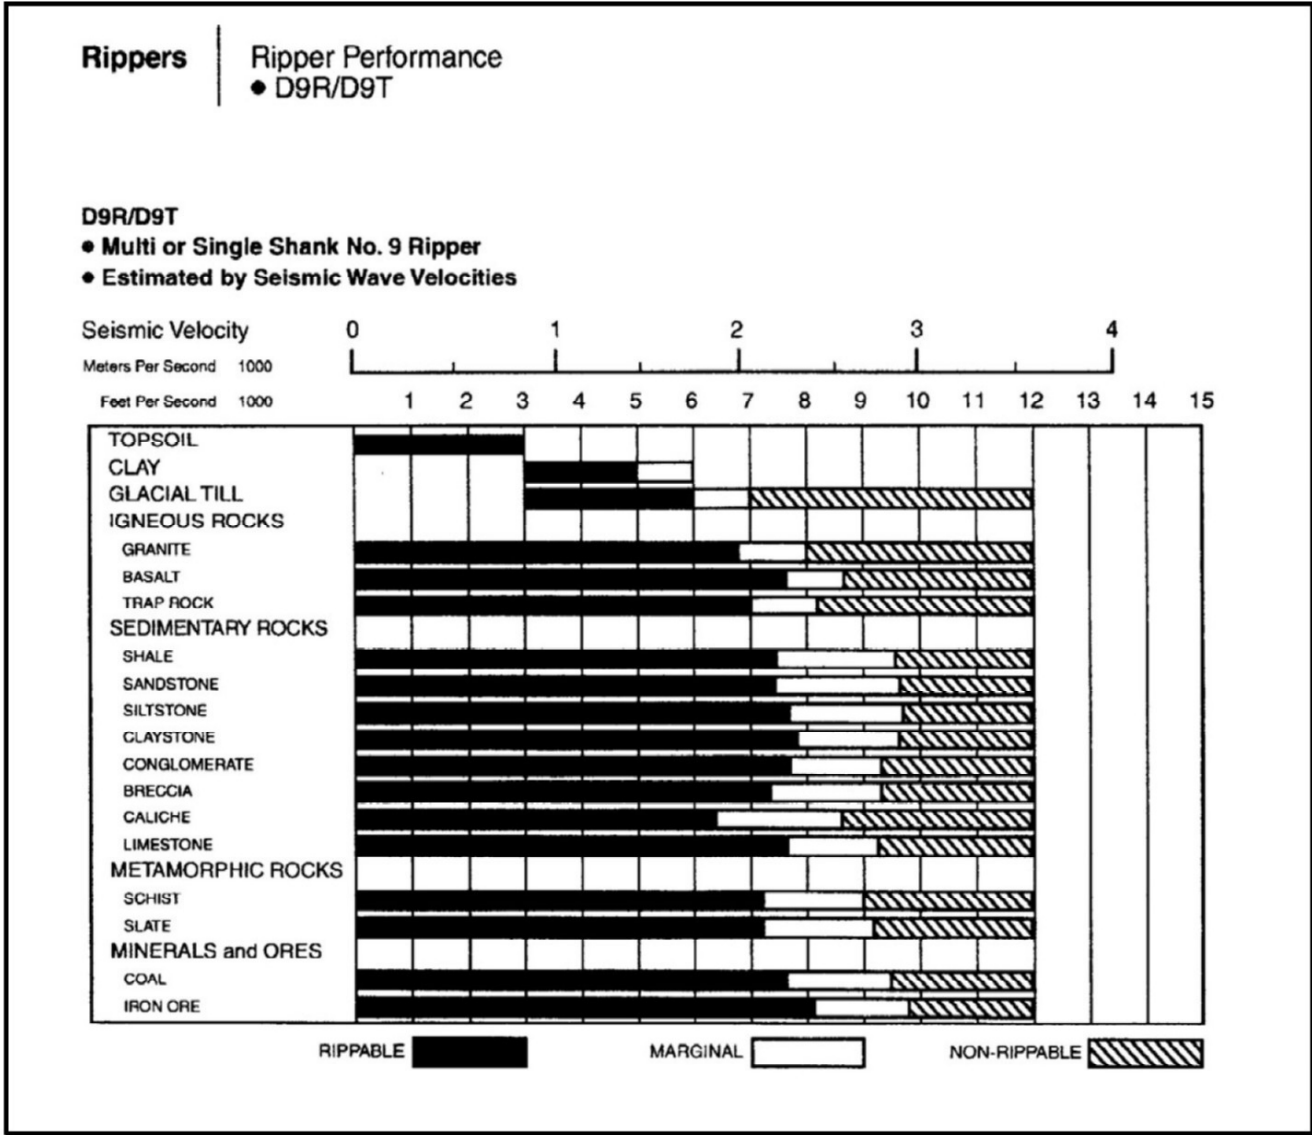 Rippers
Ripper Performance
● D9R/D9T
D9R/D9T
● Multi or Single Shank No. 9 Ripper
● Estimated by Seismic Wave Velocities
Seismic Velocity 0 1 2 3 4
Meters Per Second 1000
Feet Per Second 1000 1 2 3 4 5 6 7 8 9 10 11 12 13 14 15
TOPSOIL
CLAY
GLACIAL TILL
IGNEOUS ROCKS
GRANITE
BASALT
TRAP ROCK
SEDIMENTARY ROCKS
SHALE
SANDSTONE
SILTSTONE
CLAYSTONE
CONGLOMERATE
BRECCIA
CALICHE
LIMESTONE
METAMORPHIC ROCKS
SCHIST
SLATE
MINERALS and ORES
COAL
IRON ORE
RIPPABLE MARGINAL NON-RIPPABLE